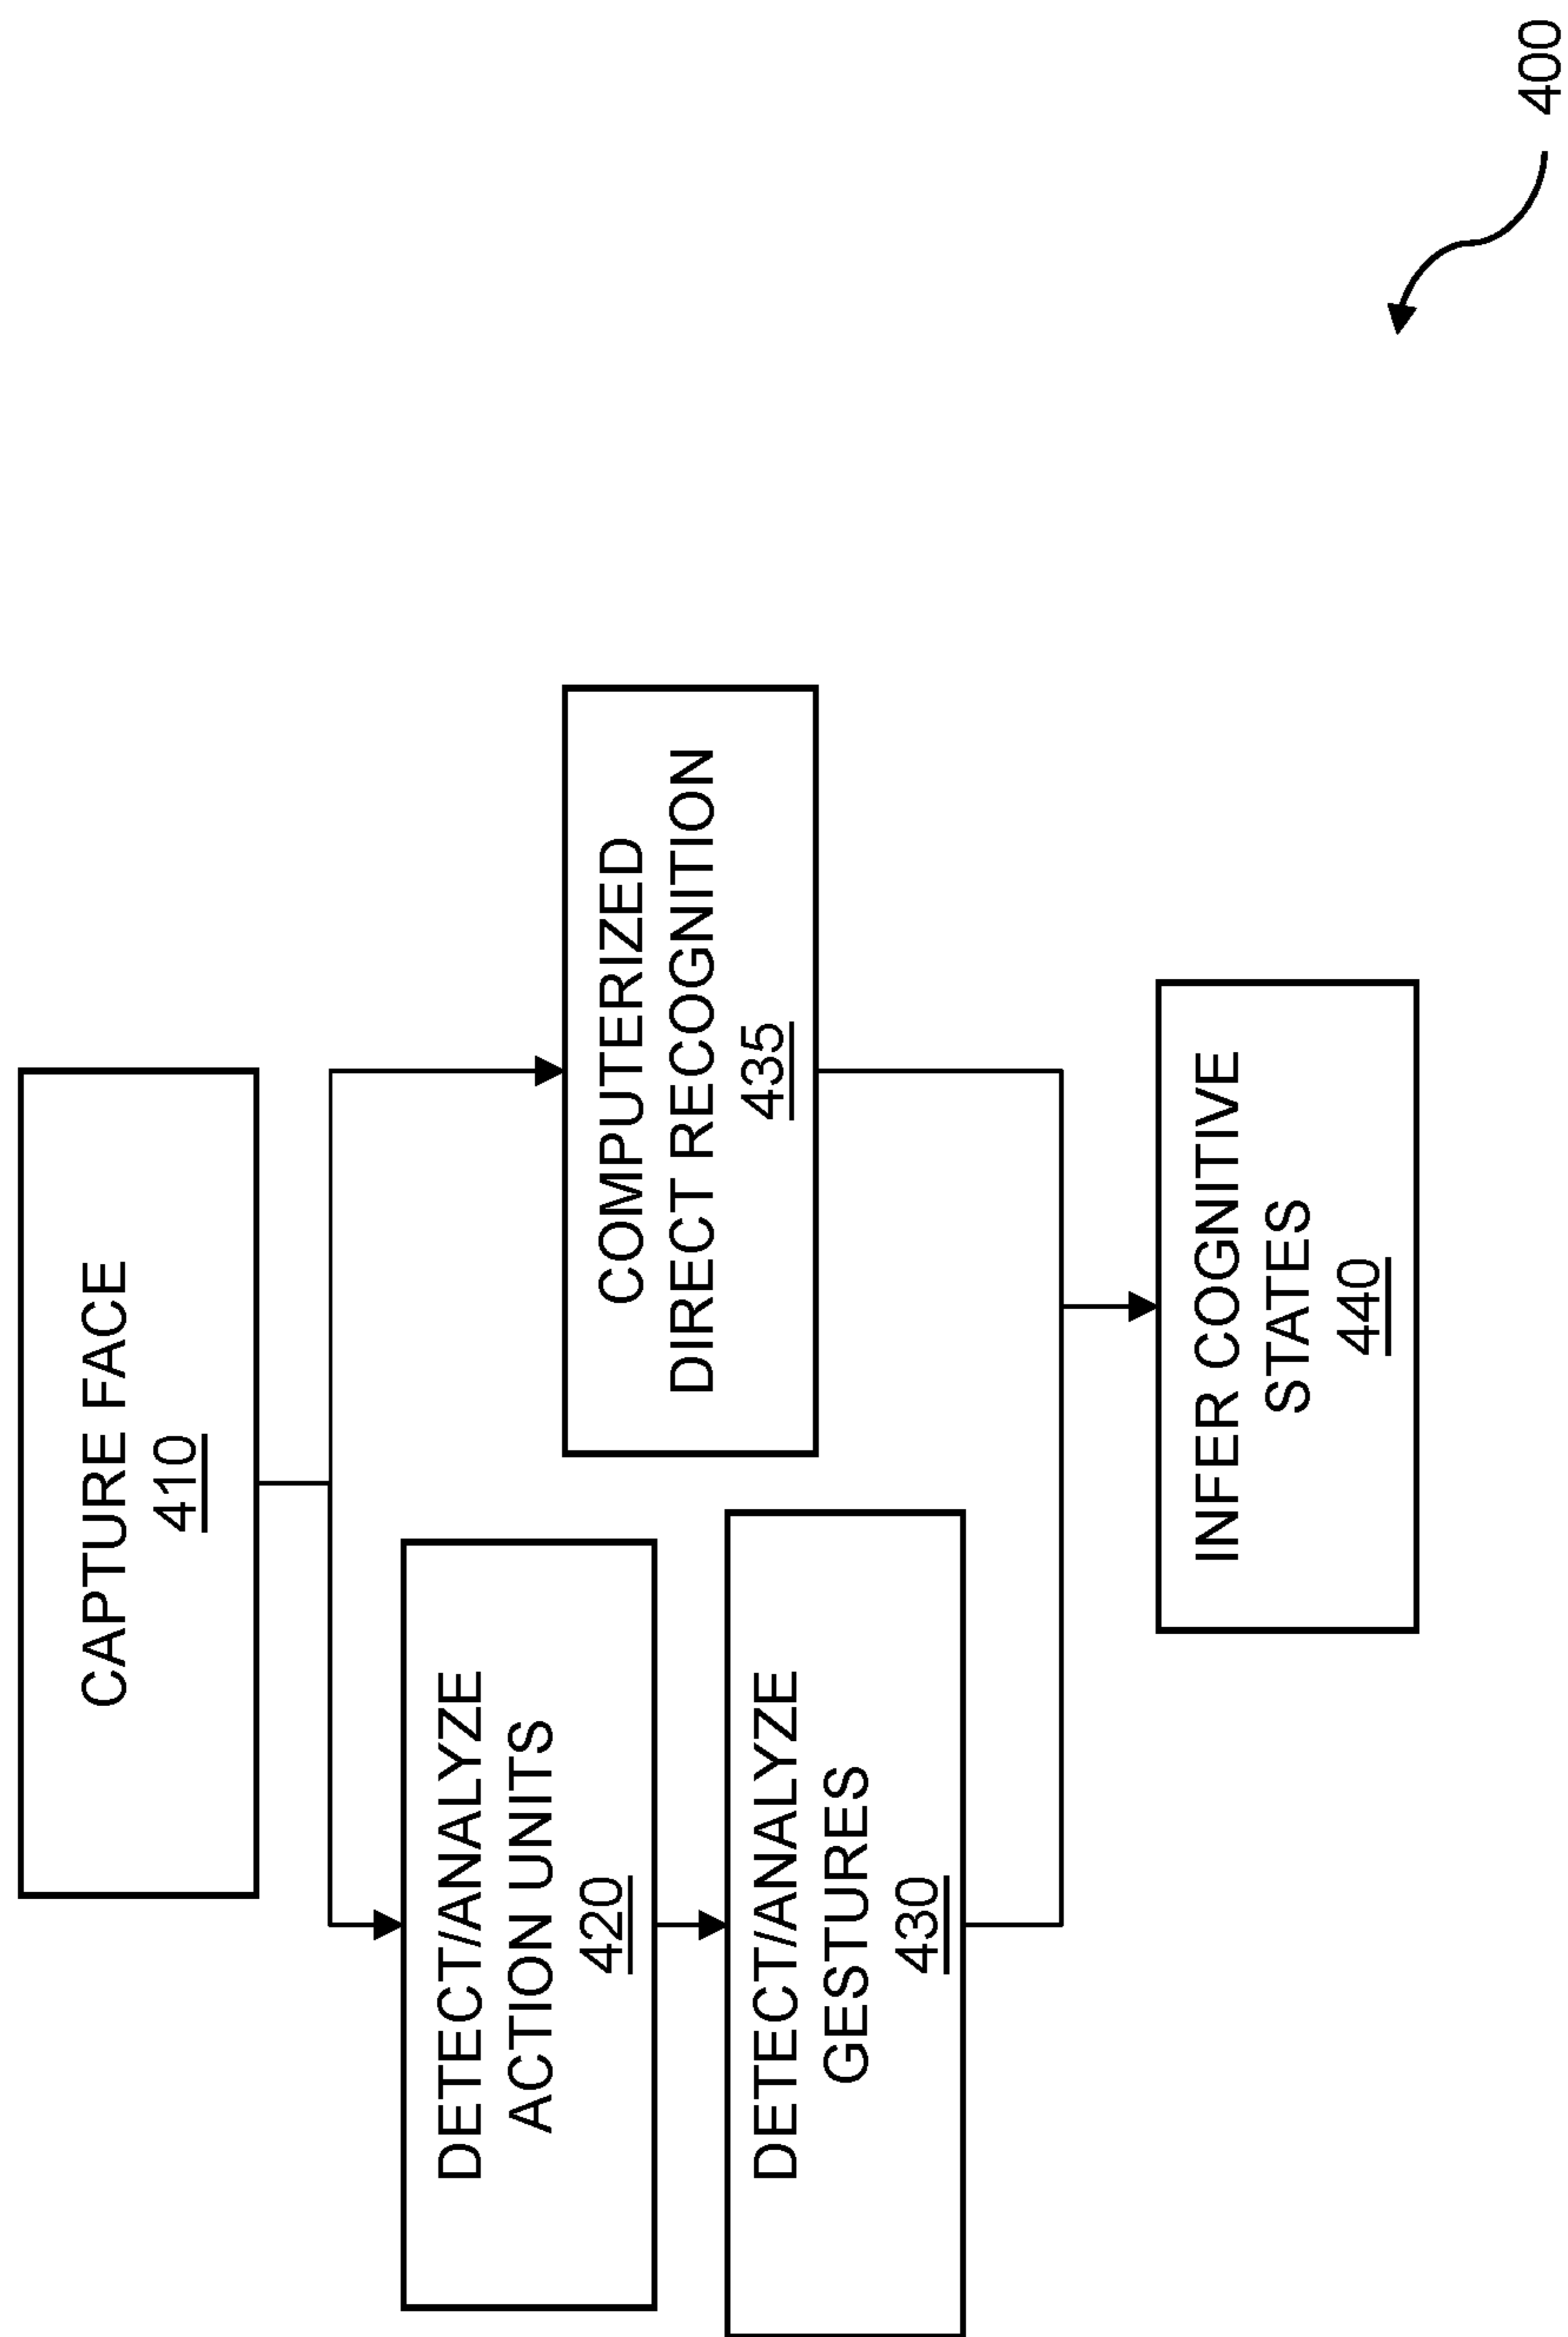 CAPTURE FACE
410
DETECT/ANALYZE
ACTION UNITS
420
COMPUTERIZED
DIRECT RECOGNITION
435
DETECT/ANALYZE
GESTURES
430
INFER COGNITIVE
STATES
440
400